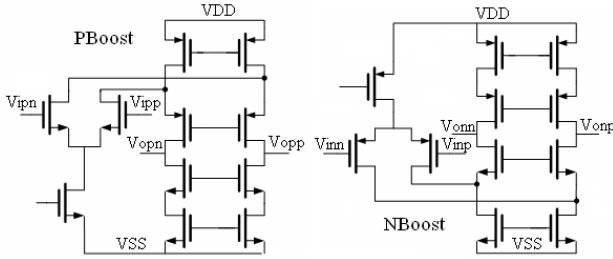 VDD
PBoost
Vipn
Vipp
Vopn
Vopp
VSS
VDD
Vonn
Vonp
Vinn
Vinp
NBoost
VSS